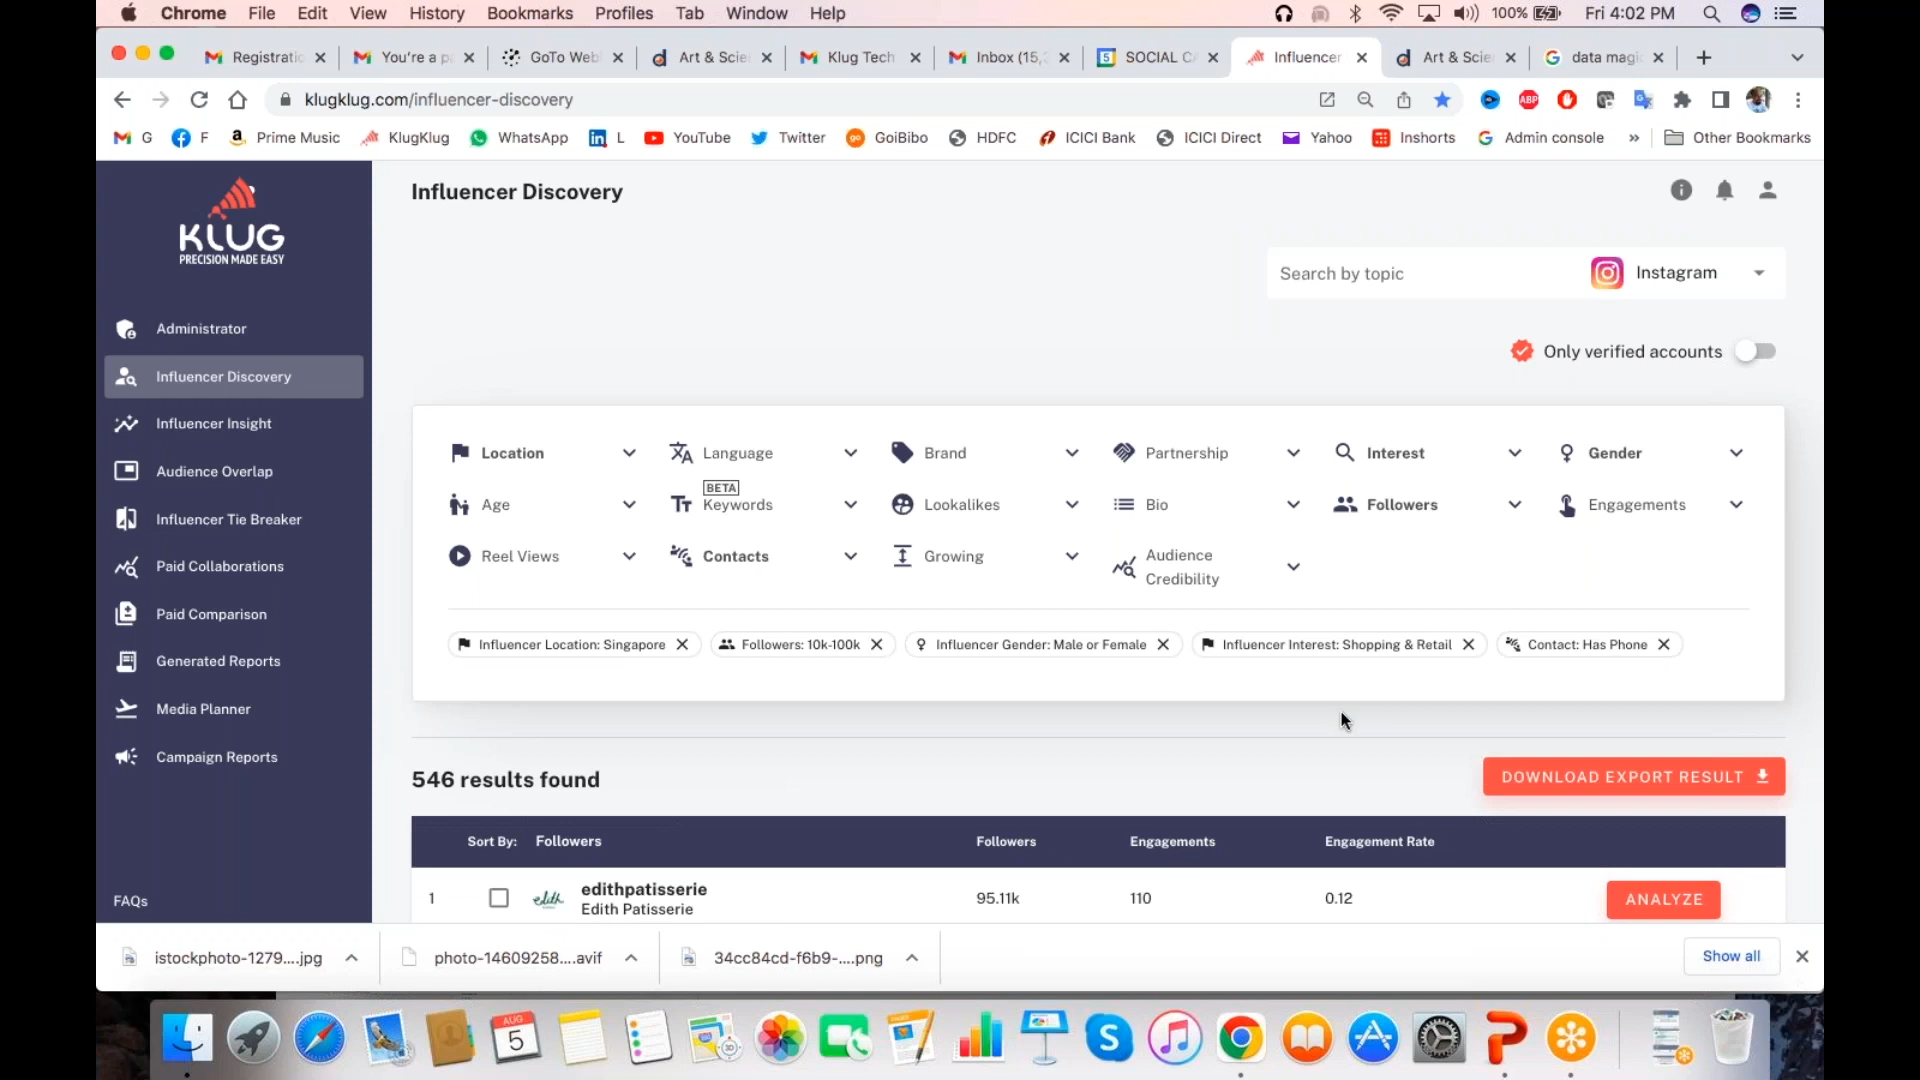 Chrome File Edit View History Bookmarks Profiles Tab Window Help 100% Fri 4:02 PM
Registratio You're a pa GoTo Web Art & Scie Klug Tech Inbox (15, SOCIAL CA Influencer Art & Scie data magic
klugklug.com/influencer-discovery ABP
G F Prime Music KlugKlug WhatsApp L YouTube Twitter GoiBibo HDFC ICICI Bank ICICI Direct Yahoo Inshorts Admin console » Other Bookmarks
KLUG
PRECISION MADE EASY
Administrator
Influencer Discovery
Influencer Insight
Audience Overlap
Influencer Tie Breaker
Paid Collaborations
Paid Comparison
Generated Reports
Media Planner
Campaign Reports
FAQs
Influencer Discovery
Search by topic Instagram
Only verified accounts
Location Language Brand Partnership Interest Gender
BETA
Age Keywords Lookalikes Bio Followers Engagements
Reel Views Contacts Growing Audience
Credibility
Influencer Location: Singapore Followers: 10k-100k Influencer Gender: Male or Female Influencer Interest: Shopping & Retail Contact: Has Phone
546 results found DOWNLOAD EXPORT RESULT
Sort By: Followers Followers Engagements Engagement Rate
1 edith edithpatisserie 95.11k 110 0.12 ANALYZE
Edith Patisserie
istockphoto-1279....jpg photo-14609258....avif 34cc84cd-f6b9-....png Show all
AUG
5